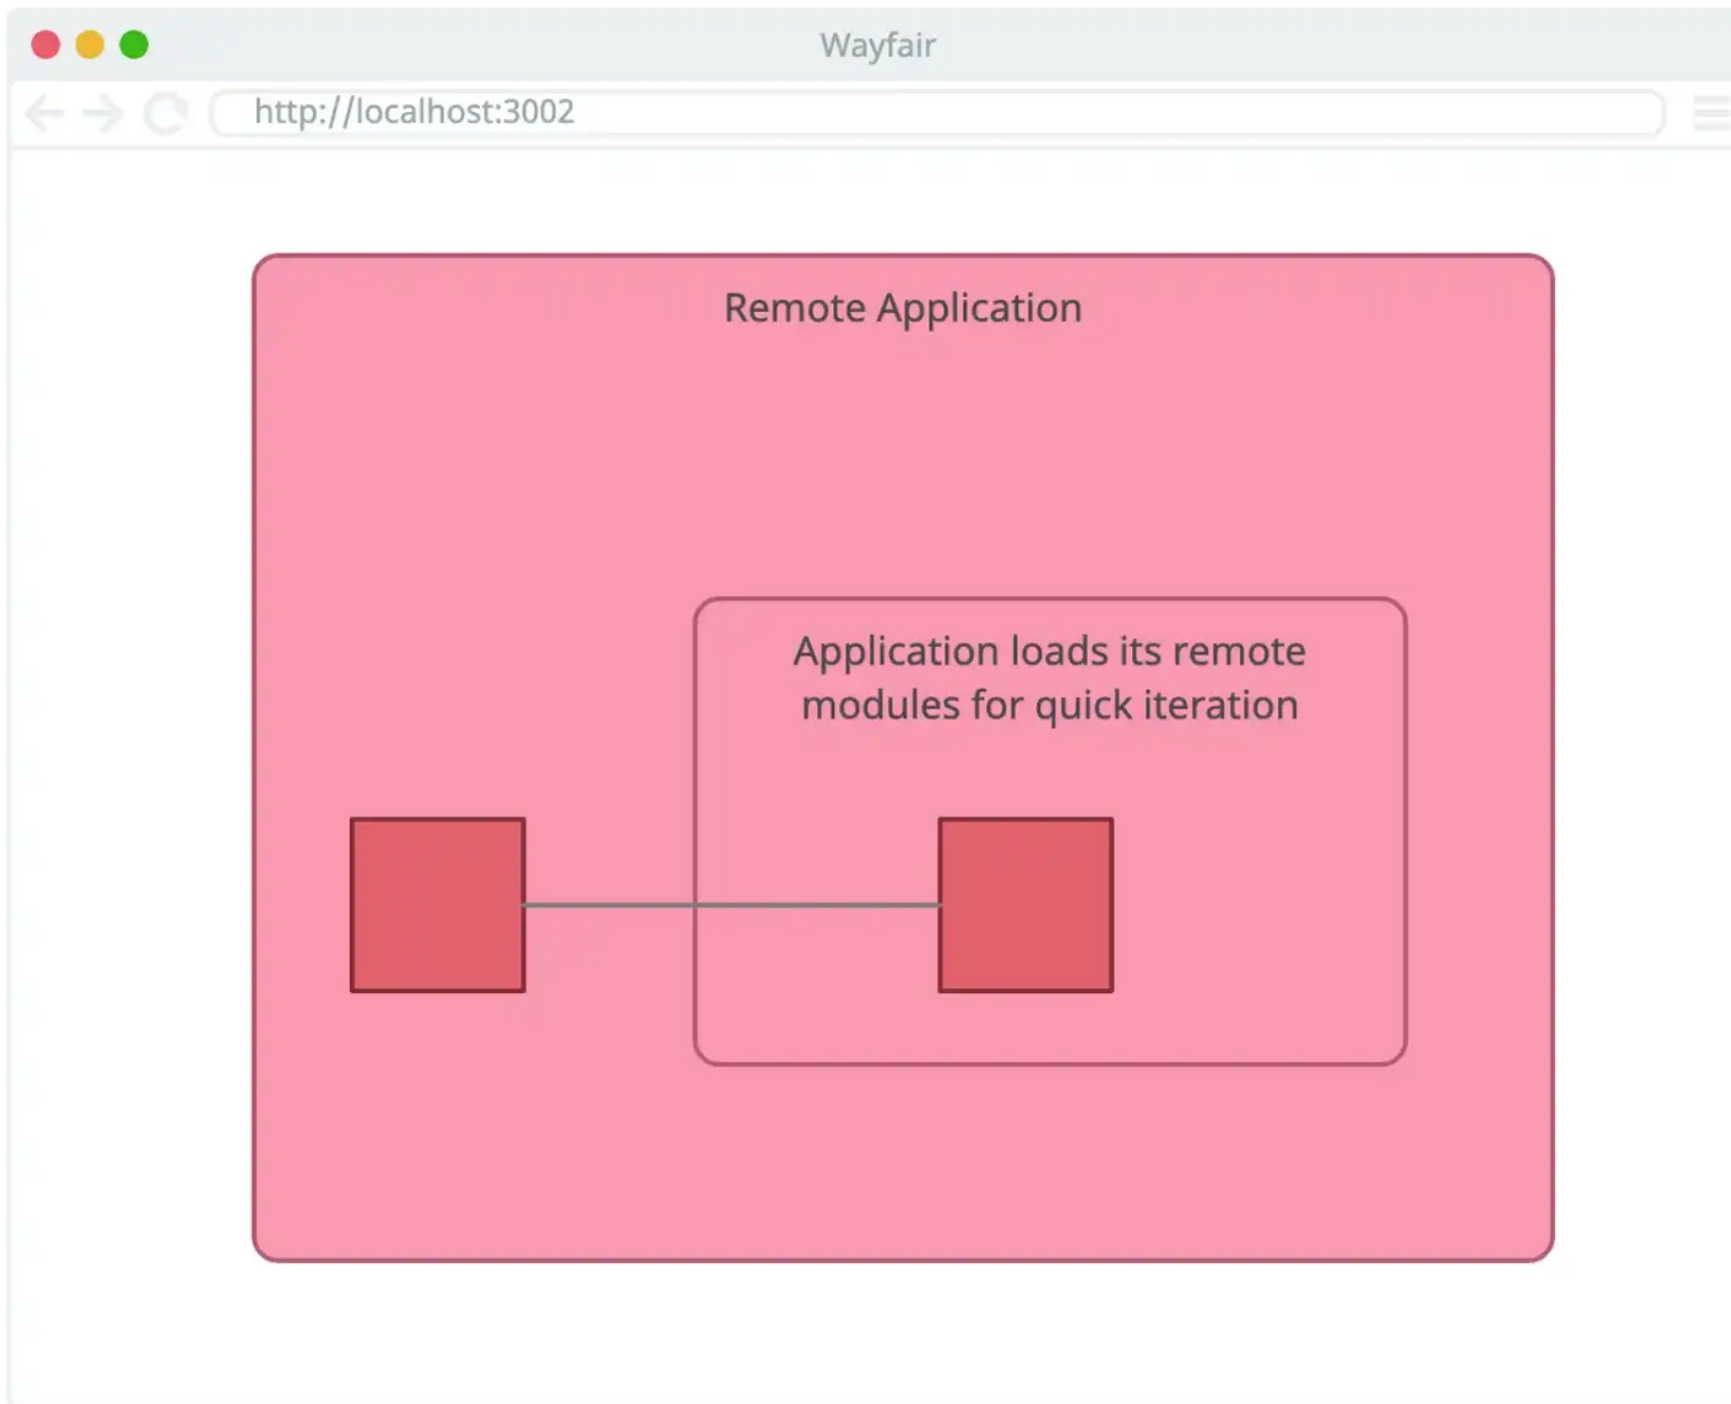 Wayfair
http://localhost:3002
Remote Application
Application loads its remote
modules for quick iteration